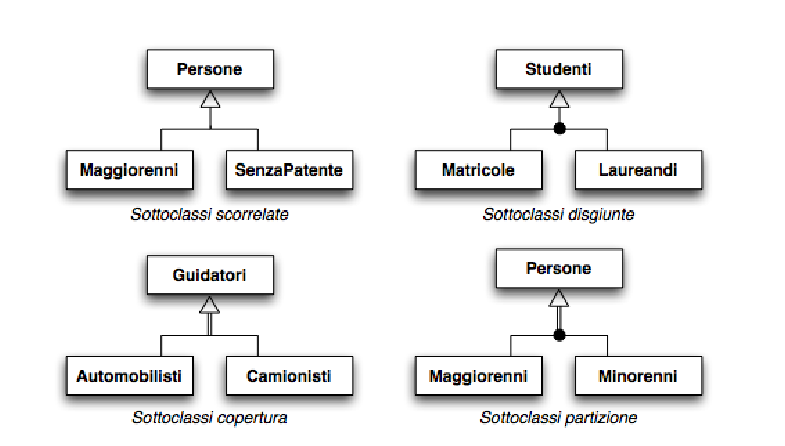 Persone
Studenti
Maggiorenni
SenzaPatente
Matricole
Laureandi
Sottoclassi scorrelate
Sottoclassi disgiunte
Guidatori
Persone
Automobilisti
Camionisti
Maggiorenni
Minorenni
Sottoclassi copertura
Sottoclassi partizione